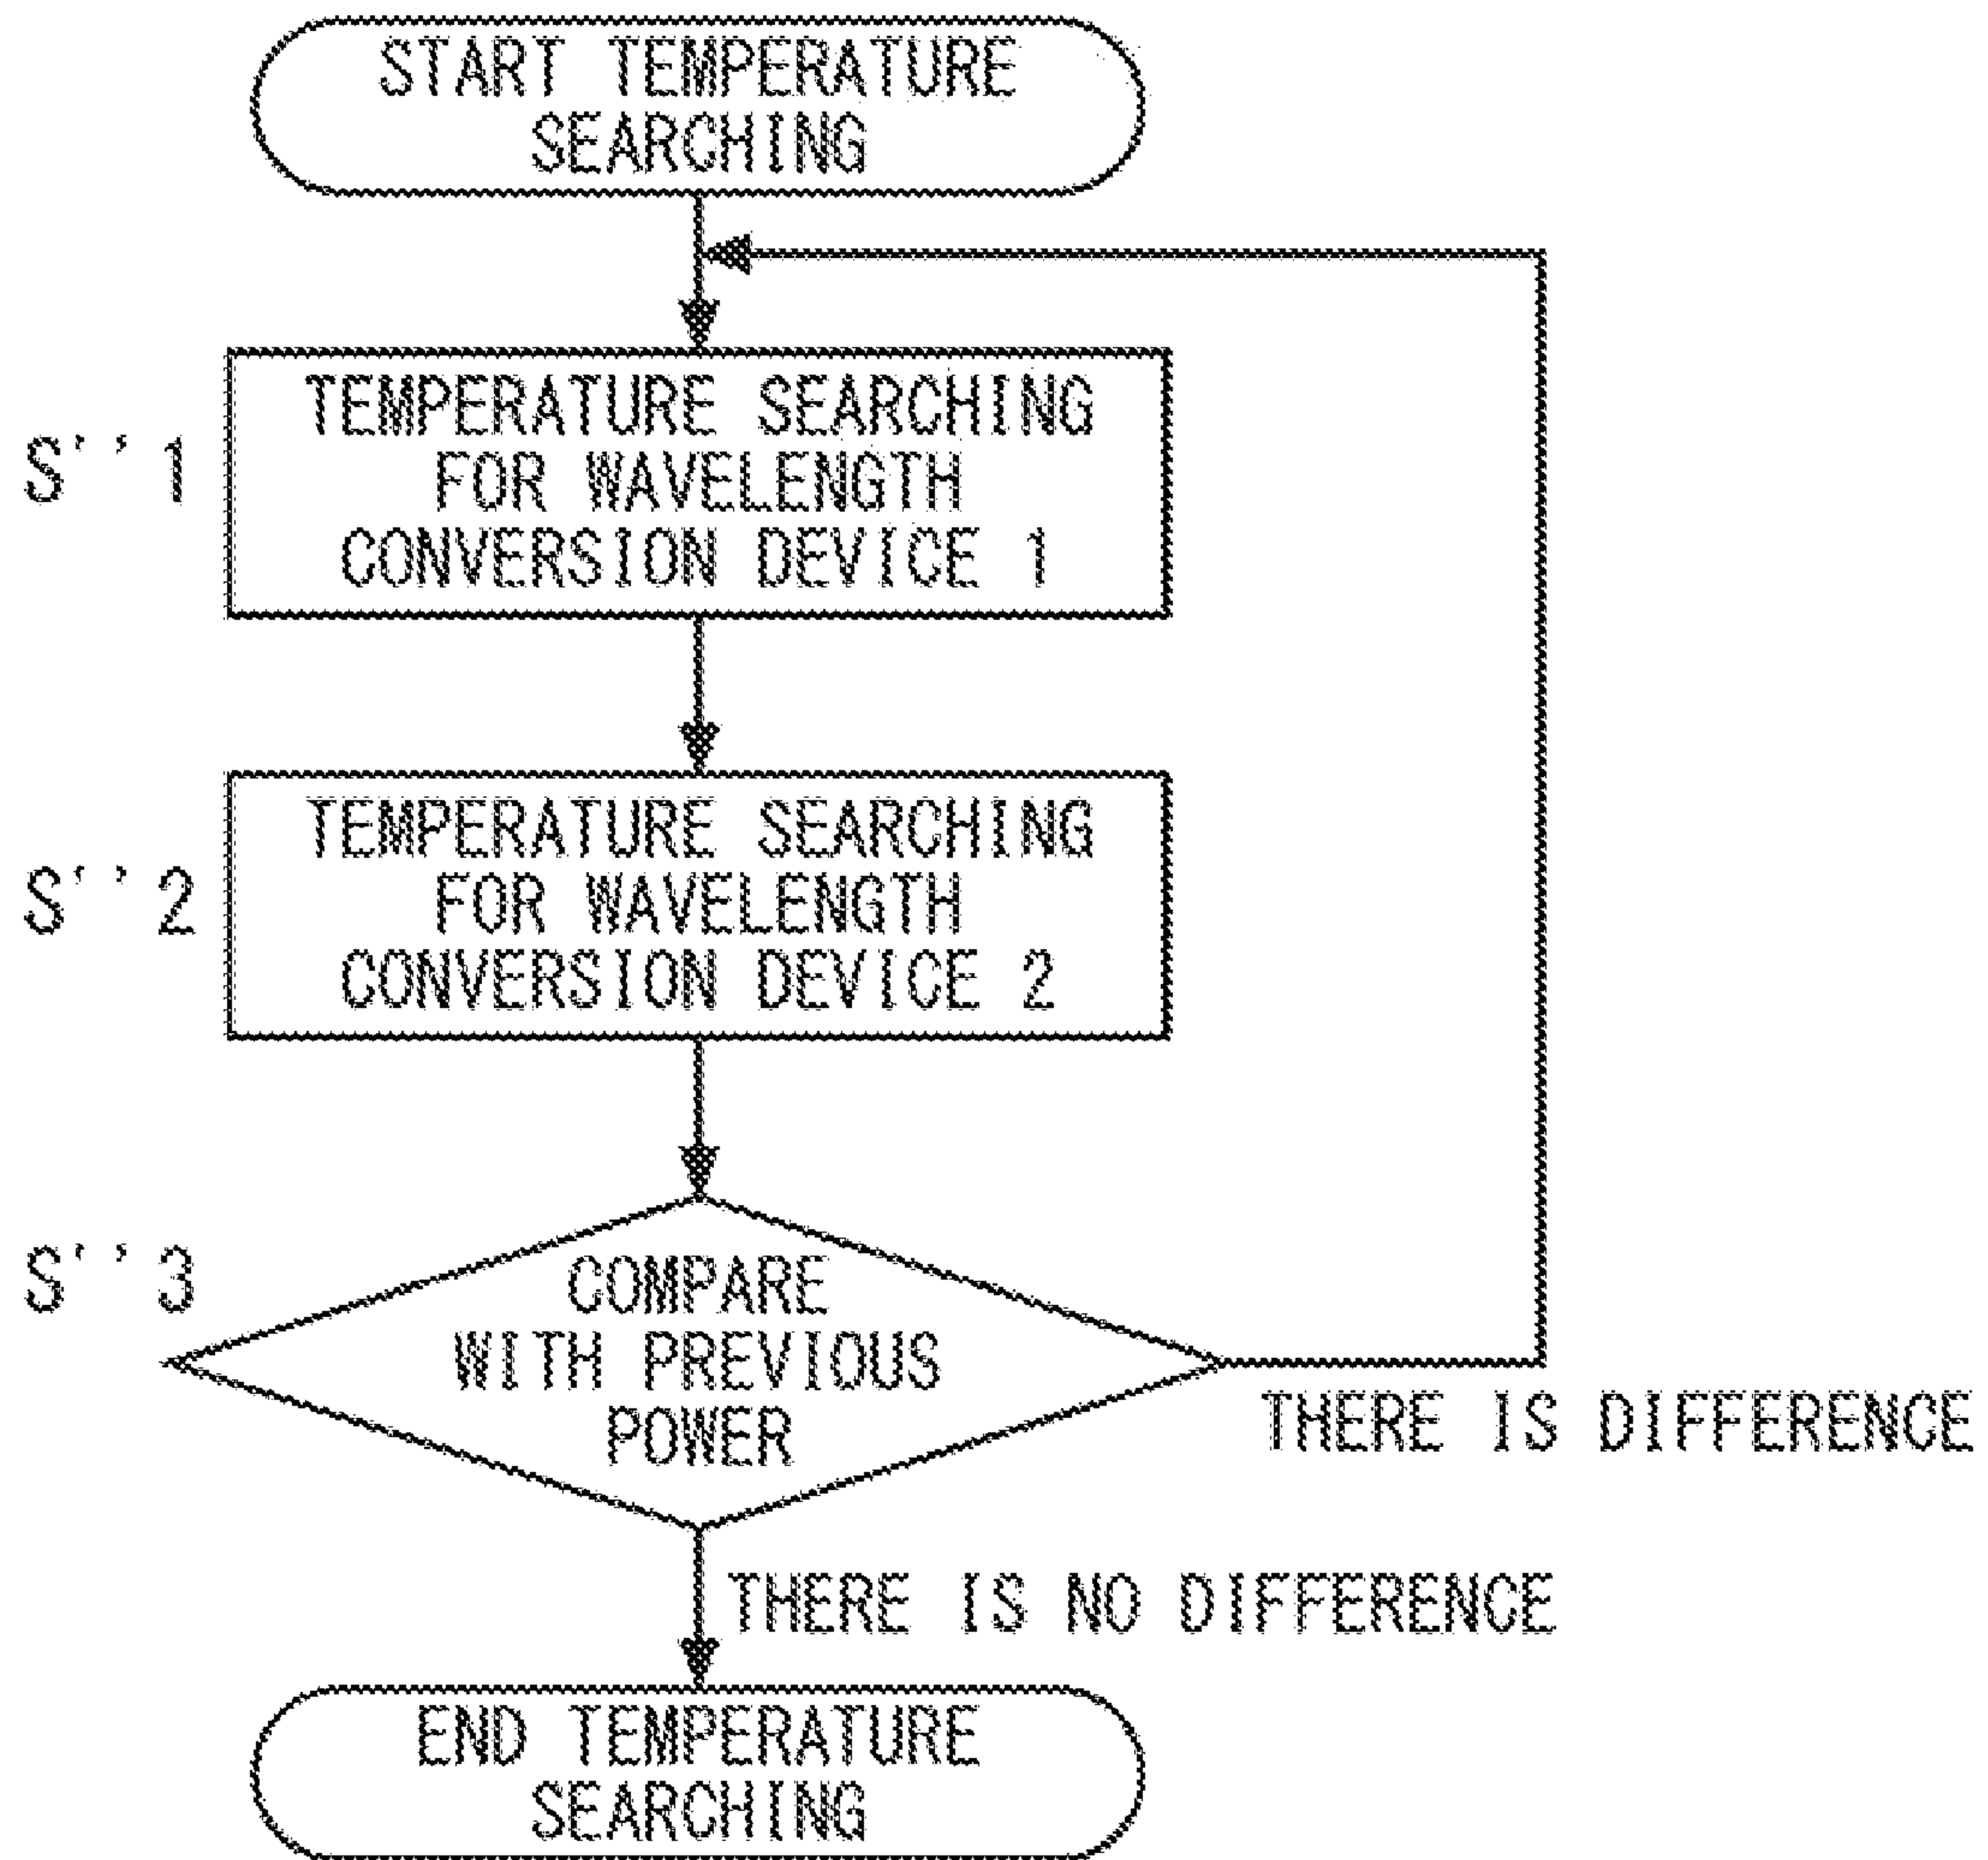 START TEMPERATURE
SEARCHING
S''1
TEMPERATURE SEARCHING
FOR WAVELENGTH
CONVERSION DEVICE 1
S''2
TEMPERATURE SEARCHING
FOR WAVELENGTH
CONVERSION DEVICE 2
S''3
COMPARE
WITH PREVIOUS
POWER
THERE IS DIFFERENCE
THERE IS NO DIFFERENCE
END TEMPERATURE
SEARCHING